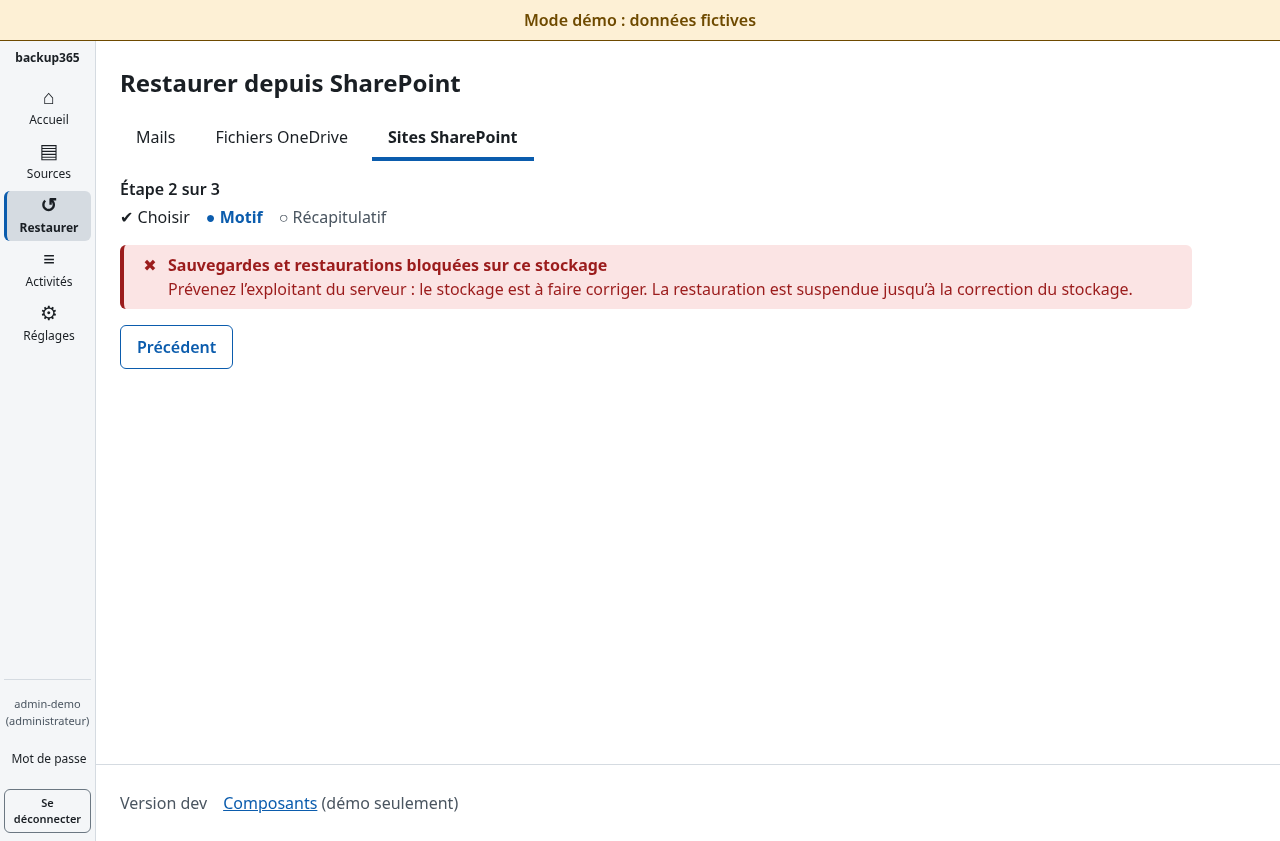 Mode démo : données fictives
backup365
Accueil
Sources
Restaurer
Activités
Réglages
admin-demo
(administrateur)
Mot de passe
Se
déconnecter
Restaurer depuis SharePoint
Mails Fichiers OneDrive Sites SharePoint
Étape 2 sur 3
✔ Choisir ● Motif ○ Récapitulatif
✖ Sauvegardes et restaurations bloquées sur ce stockage
Prévenez l’exploitant du serveur : le stockage est à faire corriger. La restauration est suspendue jusqu’à la correction du stockage.
Précédent
Version dev Composants (démo seulement)